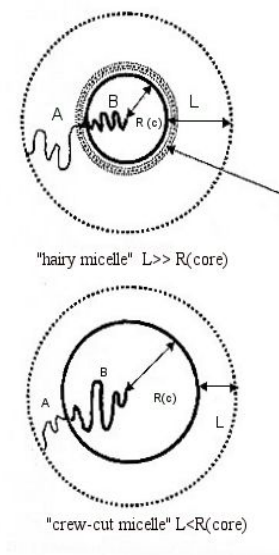 A B L
R (c)
"hairy micelle" L>> R(core)
B
A R(c)
L
"crew-cut micelle" L<R(core)